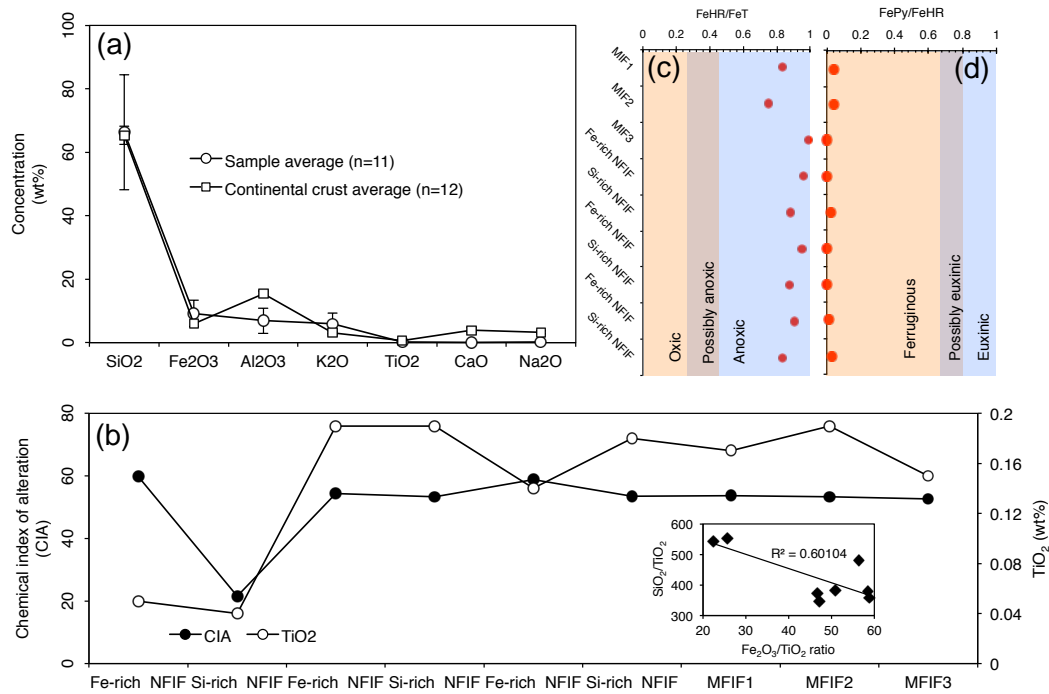 (a)
Concentration
(wt%)
100
80
60
40
20
0
Sample average (n=11)
Continental crust average (n=12)
SiO2 Fe2O3 Al2O3 K2O TiO2 CaO Na2O
FeHR/FeT
0 0.2 0.4 0.6 0.8 1
(c)
MIF1
MIF2
MIF3
Fe-rich NFIF
Si-rich NFIF
Fe-rich NFIF
Si-rich NFIF
Fe-rich NFIF
Si-rich NFIF
Oxic
Possibly anoxic
Anoxic
FePy/FeHR
0 0.2 0.4 0.6 0.8 1
(d)
Ferruginous
Possibly euxinic
Euxinic
(b)
Chemical index of alteration
(CIA)
80
60
40
20
0
CIA
TiO2
0.2
0.16
0.12
0.08
0.04
0
TiO₂ (wt%)
SiO₂/TiO₂
600
500
400
300
R² = 0.60104
20 30 40 50 60
Fe₂O₃/TiO₂ ratio
Fe-rich NFIF Si-rich NFIF Fe-rich NFIF Si-rich NFIF Fe-rich NFIF Si-rich NFIF MFIF1 MFIF2 MFIF3